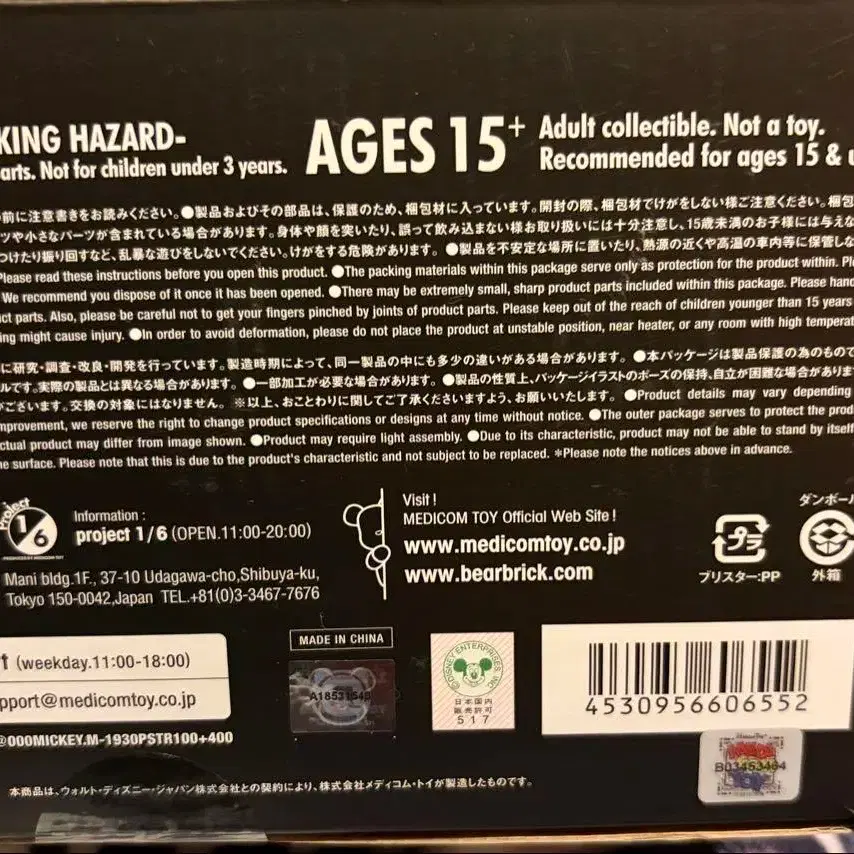 KING HAZARD-
arts. Not for children under 3 years.
AGES 15+
Adult collectible. Not a toy.
Recommended for ages 15 & u
前に注意書きをお読みください。●製品およびその部品は、保護のため、梱包材に入っています。開封の際、梱包材でけがをしない様ご注意ください。梱包
ツや小さなパーツが含まれている場合があります。身体や顔を突いたり、誤って飲み込まない様お取り扱いには十分注意し、15歳未満のお子様には与えな
つけたり振り回すなど、乱暴な遊びをしないでください。けがをする危険があります。●製品を不安定な場所に置いたり、熱源の近くや高温の車内等に保管しな
Please read these instructions before you open this product. ●The packing materials within this package serve only as protection for the product within. Ple
We recommend you dispose of it once it has been opened. ●There may be extremely small, sharp product parts included within this package. Please hand
ct parts. Also, please be careful not to get your fingers pinched by joints of product parts. Please keep out of the reach of children younger than 15 years
ing might cause injury. ●In order to avoid deformation, please do not place the product at unstable position, near heater, or any room with high temperat
に研究・調査・改良・開発を行っています。製造時期によって、同一製品の中にも多少の違いがある場合があります。●本パッケージは製品保護の為のもので
ルです。実際の製品とは異なる場合があります。●一部加工が必要な場合があります。●製品の性質上、パッケージイラストのポーズの保持、自立が困難な場合があります
がございます。交換の対象にはなりません。※以上、おことわりに関してご了承くださいますよう、お願いいたします。●Product details may vary depending
mprovement, we reserve the right to change product specifications or designs at any time without notice. ●The outer package serves to protect the prod
ctual product may differ from image shown. ●Product may require light assembly. ●Due to its characteristic, product may not be able to stand by itself
he surface. Please note that this is due to the product's characteristic and not subject to be replaced. *Please note the notices above in advance.
Project
1/6
PRODUCED BY MEDICOM TOY
Information :
project 1/6 (OPEN.11:00-20:00)
Mani bldg.1F., 37-10 Udagawa-cho,Shibuya-ku,
Tokyo 150-0042,Japan TEL.+81(0)3-3467-7676
Visit !
MEDICOM TOY Official Web Site !
www.medicomtoy.co.jp
www.bearbrick.com
プラ
ブリスター:PP
ダンボール
外箱
t (weekday.11:00-18:00)
pport@medicomtoy.co.jp
@000MICKEY.M-1930PSTR100+400
MADE IN CHINA
A18531548
©DISNEY ENTERPRISES, INC.
日本国内
販売許可
517
4530956606552
B03453464
本商品は、ウォルト・ディズニー・ジャパン株式会社との契約により、株式会社メディコム・トイが製造したものです。